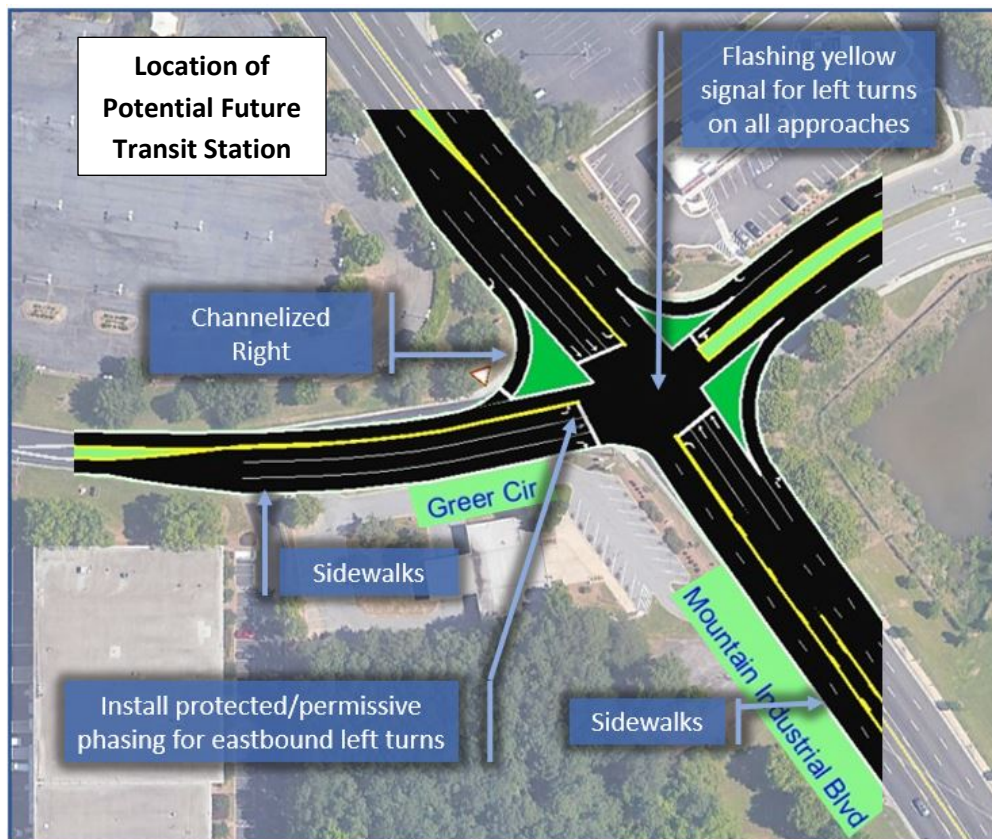 Location of
Potential Future
Transit Station
Flashing yellow
signal for left turns
on all approaches
Channelized
Right
Greer Cir
Sidewalks
Install protected/permissive
phasing for eastbound left turns
Sidewalks
Mountain Industrial Blvd